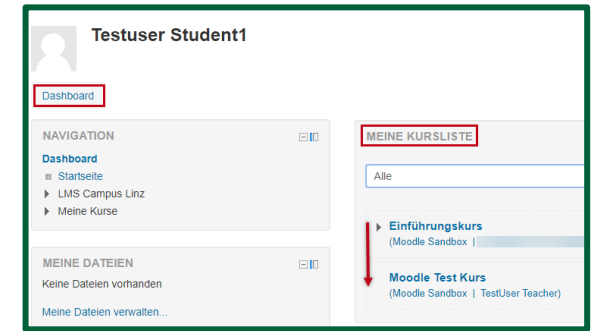 Testuser Student1
Dashboard
NAVIGATION
Dashboard
Startseite
LMS Campus Linz
Meine Kurse
MEINE DATEIEN
Keine Dateien vorhanden
Meine Dateien verwalten...
MEINE KURSLISTE
Alle
Einführungskurs
(Moodle Sandbox |
Moodle Test Kurs
(Moodle Sandbox | TestUser Teacher)